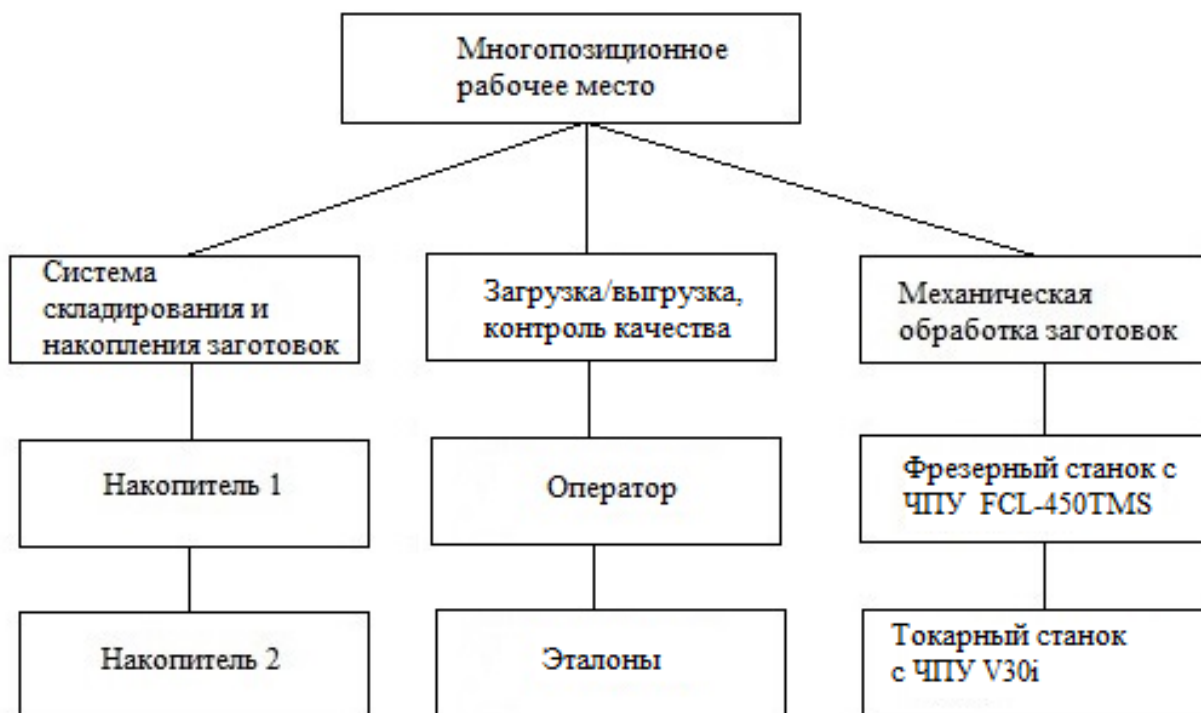 Многопозиционное
рабочее место
Система
складирования и
накопления заготовок
Загрузка/выгрузка,
контроль качества
Механическая
обработка заготовок
Накопитель 1
Оператор
Фрезерный станок с
ЧПУ FCL-450TMS
Накопитель 2
Эталоны
Токарный станок
с ЧПУ V30i